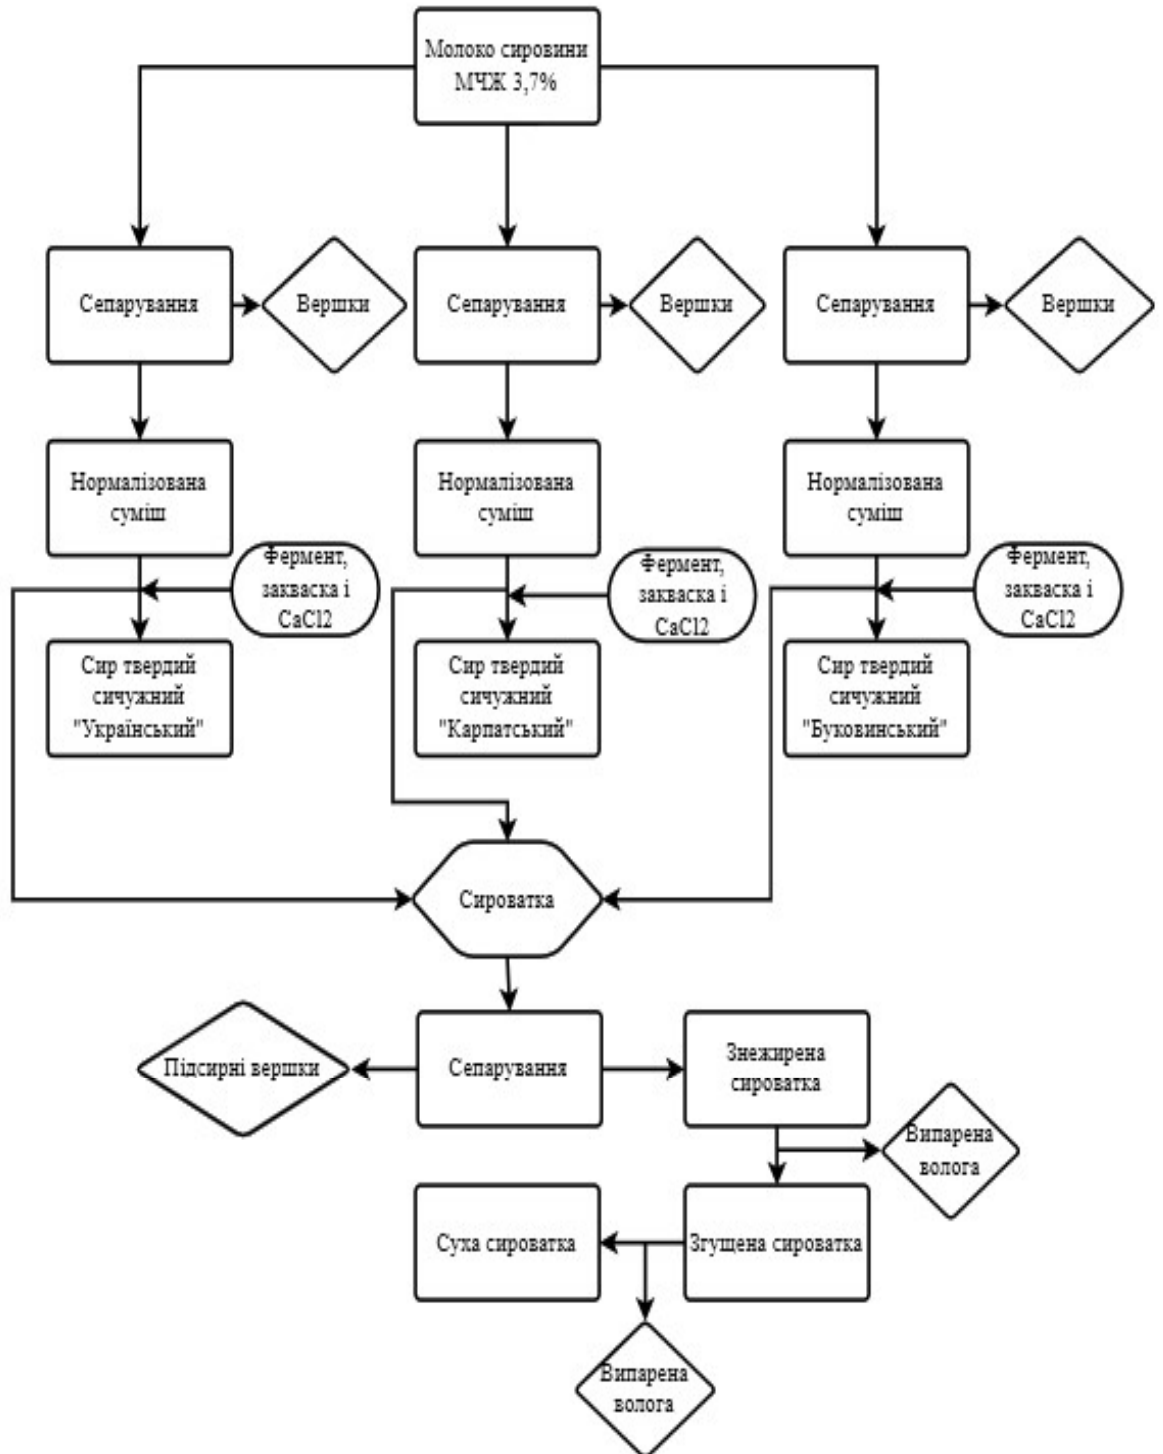 Молоко сировини
МЧЖ 3,7%
Сепарування
Вершки
Сепарування
Вершки
Сепарування
Вершки
Нормалізована
суміш
Нормалізована
суміш
Нормалізована
суміш
Фермент,
закваска і
CaCl2
Фермент,
закваска і
CaCl2
Фермент,
закваска і
CaCl2
Сир твердий
сичужний
"Український"
Сир твердий
сичужний
"Карпатський"
Сир твердий
сичужний
"Буковинський"
Сироватка
Підсирні вершки
Сепарування
Знежирена
сироватка
Випарена
волога
Суха сироватка
Згущена сироватка
Випарена
волога